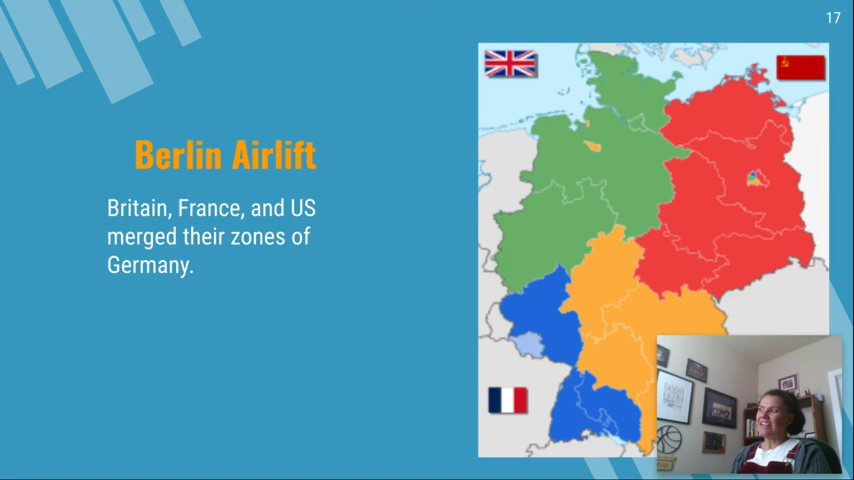 17
Berlin Airlift
Britain, France, and US
merged their zones of
Germany.